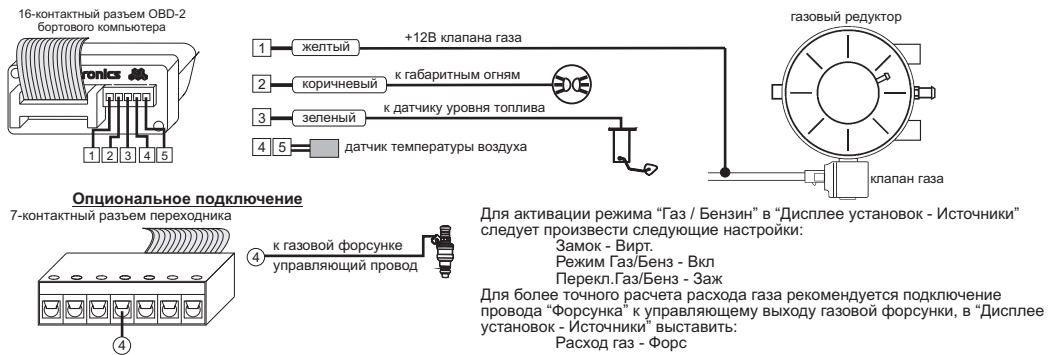 16-контактный разъем OBD-2
бортового компьютера
ronics
1 2 3 4 5
1 желтый +12В клапана газа
2 коричневый к габаритным огням
3 зеленый к датчику уровня топлива
4 5 датчик температуры воздуха
газовый редуктор
клапан газа
Опциональное подключение
7-контактный разъем переходника
4
4 к газовой форсунке
управляющий провод
Для активации режима “Газ / Бензин” в “Дисплее установок - Источники”
следует произвести следующие настройки:
Замок - Вирт.
Режим Газ/Бенз - Вкл
Перекл.Газ/Бенз - Заж
Для более точного расчета расхода газа рекомендуется подключение
провода “Форсунка” к управляющему выходу газовой форсунки, в “Дисплее
установок - Источники” выставить:
Расход газ - Форс